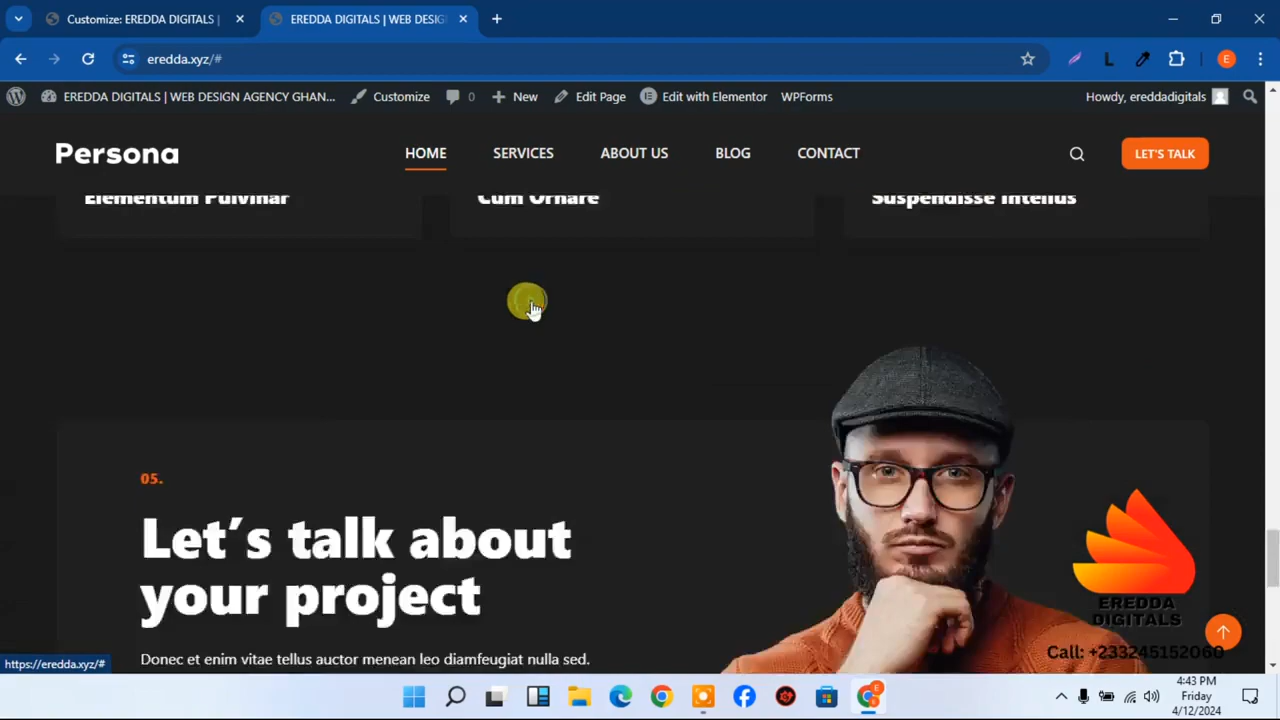 Customize: EREDDA DIGITALS |
EREDDA DIGITALS | WEB DESIG
eredda.xyz/#
L
E
EREDDA DIGITALS | WEB DESIGN AGENCY GHAN...
Customize
0
New
Edit Page
Edit with Elementor
WPForms
Howdy, ereddadigitals
Persona
HOME
SERVICES
ABOUT US
BLOG
CONTACT
LET'S TALK
Elementum Pulvinar
Cum Ornare
Suspendisse Intellus
05.
Let's talk about
your project
Donec et enim vitae tellus auctor menean leo diamfeugiat nulla sed.
EREDDA
DIGITALS
Call: +233245152060
https://eredda.xyz/#
4:43 PM
Friday
4/12/2024